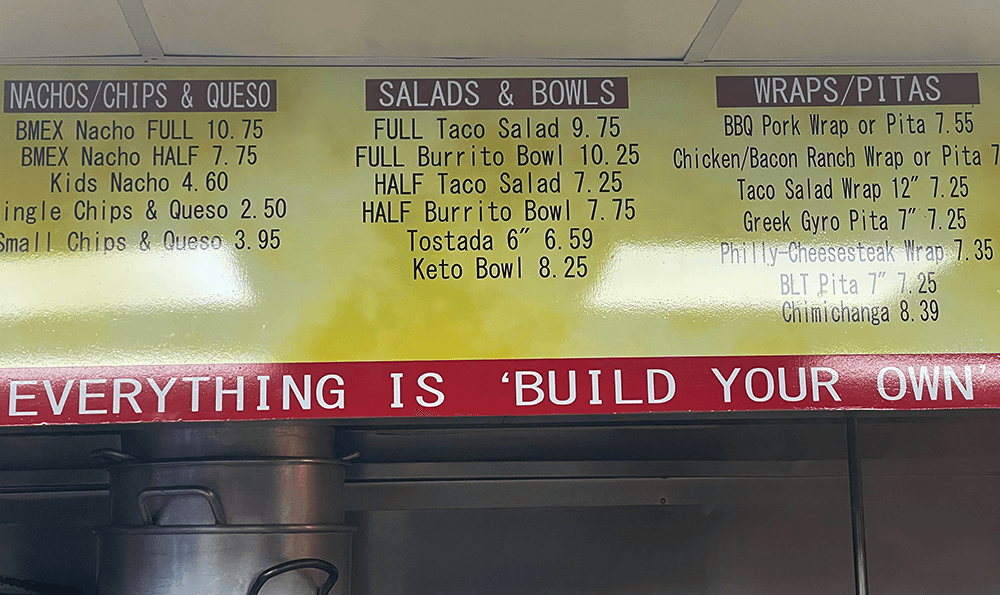 NACHOS/CHIPS & QUESO
BMEX Nacho FULL 10.75
BMEX Nacho HALF 7.75
Kids Nacho 4.60
ingle Chips & Queso 2.50
Small Chips & Queso 3.95
SALADS & BOWLS
FULL Taco Salad 9.75
FULL Burrito Bowl 10.25
HALF Taco Salad 7.25
HALF Burrito Bowl 7.75
Tostada 6” 6.59
Keto Bowl 8.25
WRAPS/PITAS
BBQ Pork Wrap or Pita 7.55
Chicken/Bacon Ranch Wrap or Pita 7
Taco Salad Wrap 12” 7.25
Greek Gyro Pita 7” 7.25
Philly-Cheesesteak Wrap 7.35
BLT Pita 7” 7.25
Chimichanga 8.39
EVERYTHING IS ‘BUILD YOUR OWN’